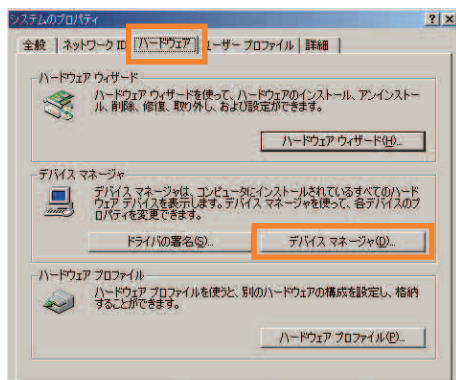 システムのプロパティ
全般 ネットワーク ID ハードウェア ユーザー プロファイル 詳細
ハードウェア ウィザード
ハードウェア ウィザードを使って、ハードウェアのインストール、アンインストー
ル、削除、修復、取り外し、および設定ができます。
ハードウェア ウィザード(H)...
デバイス マネージャ
デバイス マネージャは、コンピュータにインストールされているすべてのハード
ウェア デバイスを表示します。デバイス マネージャを使って、各デバイスのプ
ロパティを変更できます。
ドライバの署名(S)...
デバイス マネージャ(D)...
ハードウェア プロファイル
ハードウェア プロファイルを使うと、別のハードウェアの構成を設定し、格納
することができます。
ハードウェア プロファイル(P)...